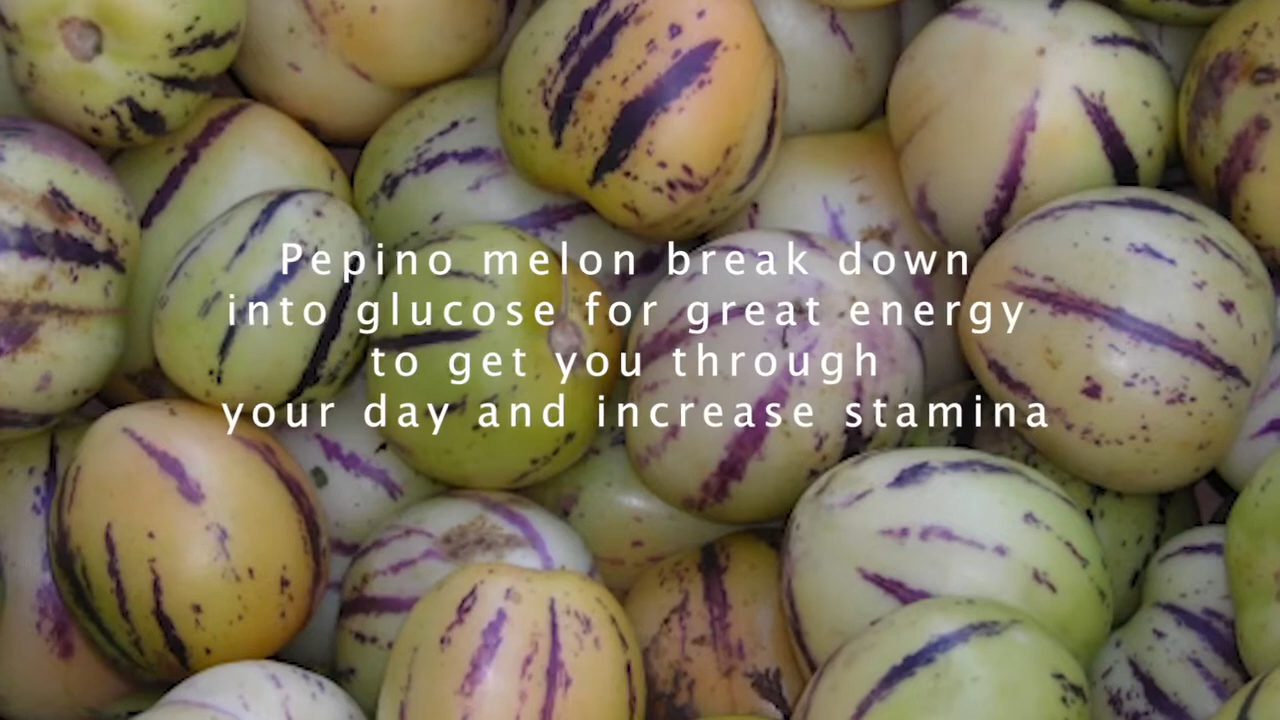 Pepino melon break down
into glucose for great energy
to get you through
your day and increase stamina